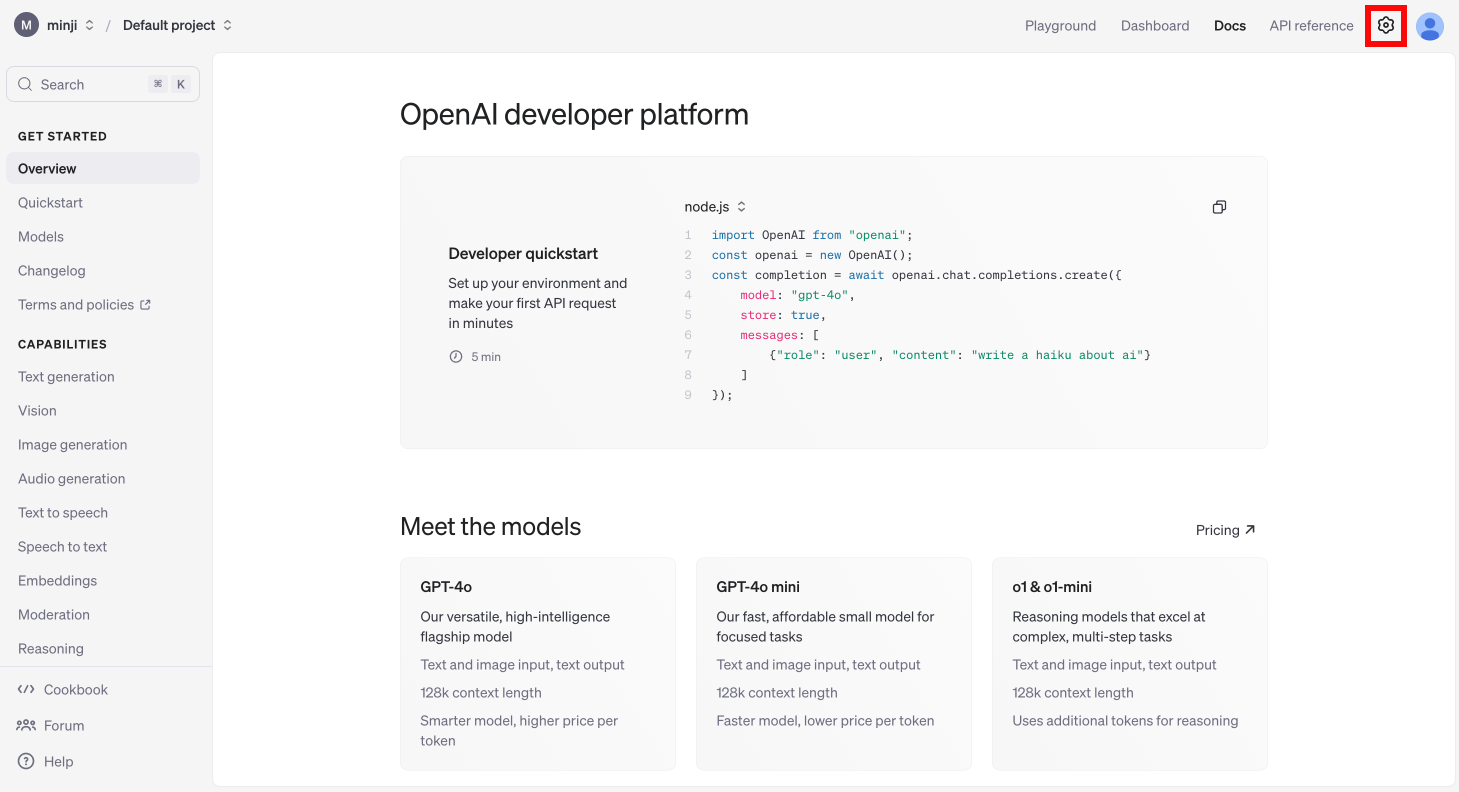 M minji / Default project
Playground Dashboard Docs API reference
Search ⌘ K
GET STARTED
Overview
Quickstart
Models
Changelog
Terms and policies
CAPABILITIES
Text generation
Vision
Image generation
Audio generation
Text to speech
Speech to text
Embeddings
Moderation
Reasoning
Cookbook
Forum
Help
OpenAI developer platform
Developer quickstart
Set up your environment and
make your first API request
in minutes
5 min
node.js
1 import OpenAI from "openai";
2 const openai = new OpenAI();
3 const completion = await openai.chat.completions.create({
4     model: "gpt-4o",
5     store: true,
6     messages: [
7         {"role": "user", "content": "write a haiku about ai"}
8     ]
9 });
Meet the models
Pricing
GPT-4o
Our versatile, high-intelligence
flagship model
Text and image input, text output
128k context length
Smarter model, higher price per
token
GPT-4o mini
Our fast, affordable small model for
focused tasks
Text and image input, text output
128k context length
Faster model, lower price per token
o1 & o1-mini
Reasoning models that excel at
complex, multi-step tasks
Text and image input, text output
128k context length
Uses additional tokens for reasoning